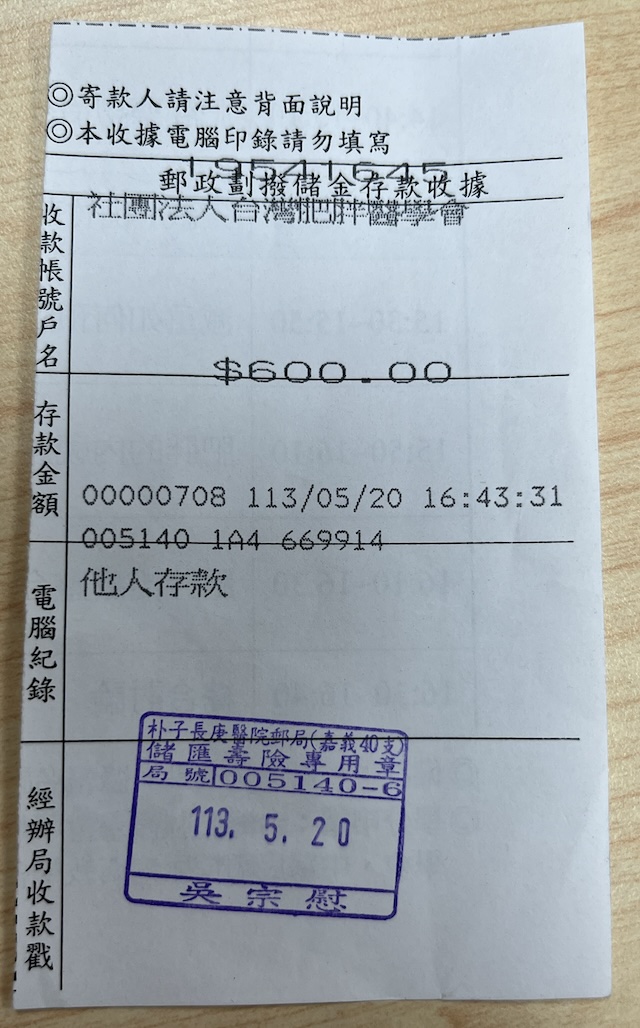 ◎寄款人請注意背面說明
◎本收據電腦印錄請勿填寫
19541645
郵政劃撥儲金存款收據
收款帳號戶名
社團法人台灣肥胖醫學會
$600.00
存款金額
00000708 113/05/20 16:43:31
005140 1A4 669914
電腦紀錄
他人存款
經辦局收款戳
朴子長庚醫院郵局(嘉義40支)
儲匯壽險專用章
局號 005140-6
113. 5. 20
吳宗慰